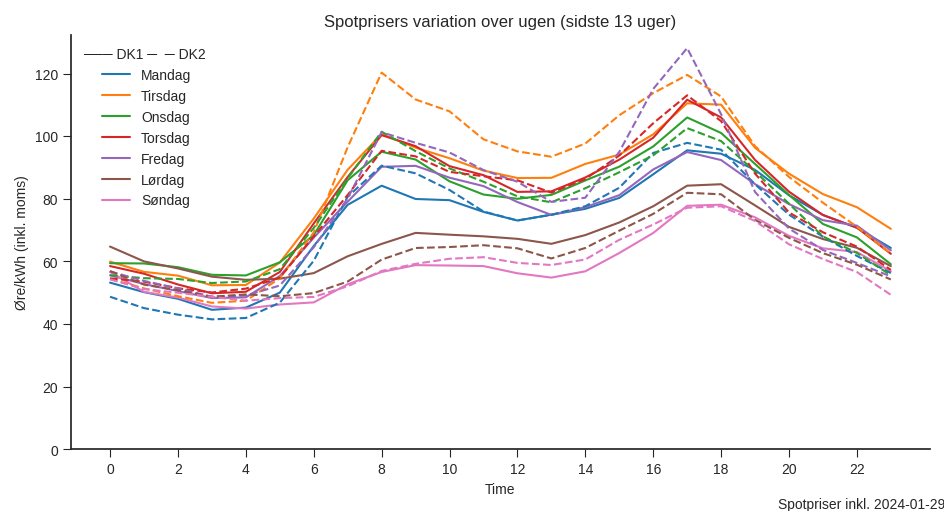 Spotprisers variation over ugen (sidste 13 uger)
DK1 DK2
Mandag
Tirsdag
Onsdag
Torsdag
Fredag
Lørdag
Søndag
Øre/kWh (inkl. moms)
120
100
80
60
40
20
0
0 2 4 6 8 10 12 14 16 18 20 22
Time
Spotpriser inkl. 2024-01-29